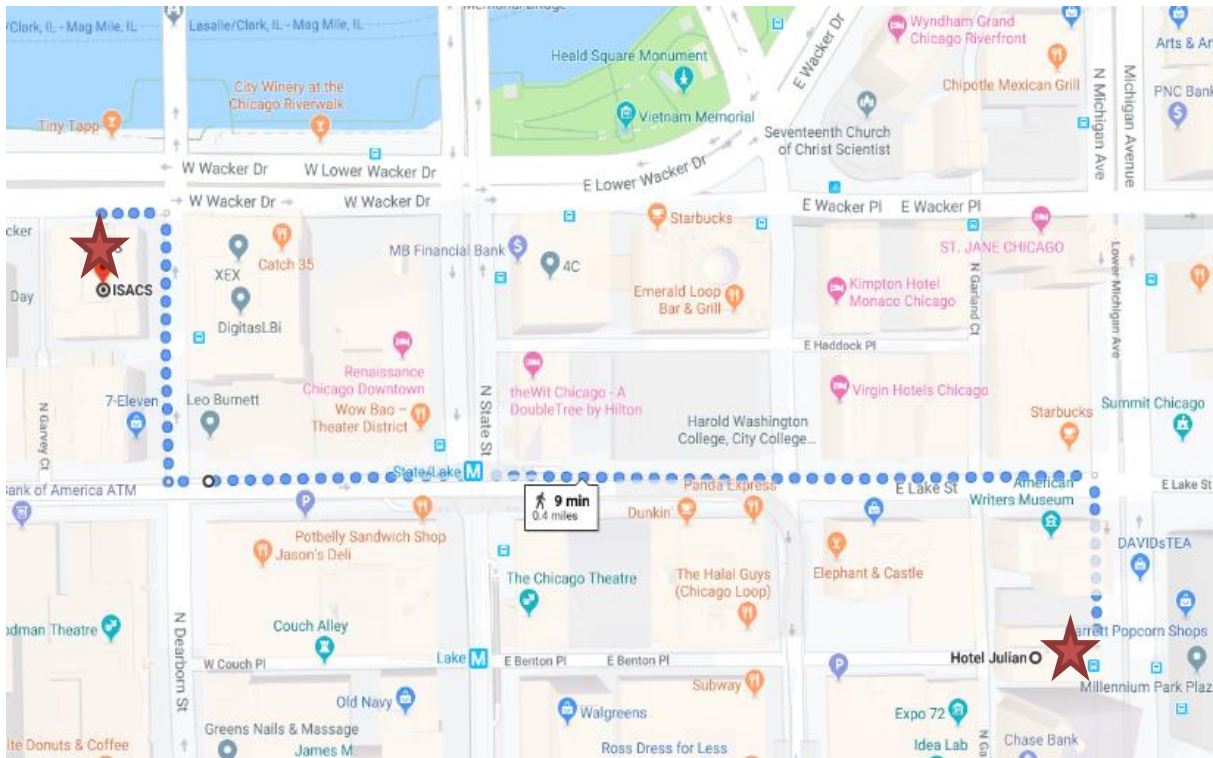 Clark, IL - Mag Mile, IL
Lasalle/Clark, IL - Mag Mile, IL
Memorial Bridge
Heald Square Monument
E Wacker Dr
Wyndham Grand
Chicago Riverfront
Arts & Ar
City Winery at the
Chicago Riverwalk
Chipotle Mexican Grill
N Michigan Ave
Michigan Avenue
PNC Bank
Tiny Tapp
Vietnam Memorial
Seventeenth Church
of Christ Scientist
W Wacker Dr
W Lower Wacker Dr
E Lower Wacker Dr
W Wacker Dr
W Wacker Dr
E Wacker Pl
E Wacker Pl
Starbucks
cker
MB Financial Bank
ST. JANE CHICAGO
XEX
Catch 35
4C
Day
ISACS
Emerald Loop
Bar & Grill
Kimpton Hotel
Monaco Chicago
N Garland Ct
Lower Michigan Ave
DigitasLBi
E Haddock Pl
Renaissance
Chicago Downtown
theWit Chicago - A
DoubleTree by Hilton
Virgin Hotels Chicago
7-Eleven
Leo Burnett
Wow Bao –
Theater District
N State St
Harold Washington
College, City College...
Starbucks
Summit Chicago
N Garvey Ct
State/Lake
M
ank of America ATM
Panda Express
E Lake St
American
Writers Museum
E Lake St
9 min
0.4 miles
P
Dunkin'
Potbelly Sandwich Shop
Jason's Deli
DAVIDsTEA
The Chicago Theatre
The Halal Guys
(Chicago Loop)
Elephant & Castle
odman Theatre
N Dearborn St
Couch Alley
arrett Popcorn Shops
W Couch Pl
Lake
M
E Benton Pl
E Benton Pl
P
Hotel Julian
Subway
Millennium Park Plaz
Old Navy
Walgreens
Expo 72
Greens Nails & Massage
ite Donuts & Coffee
James M.
Ross Dress for Less
Idea Lab
N Ga
Chase Bank